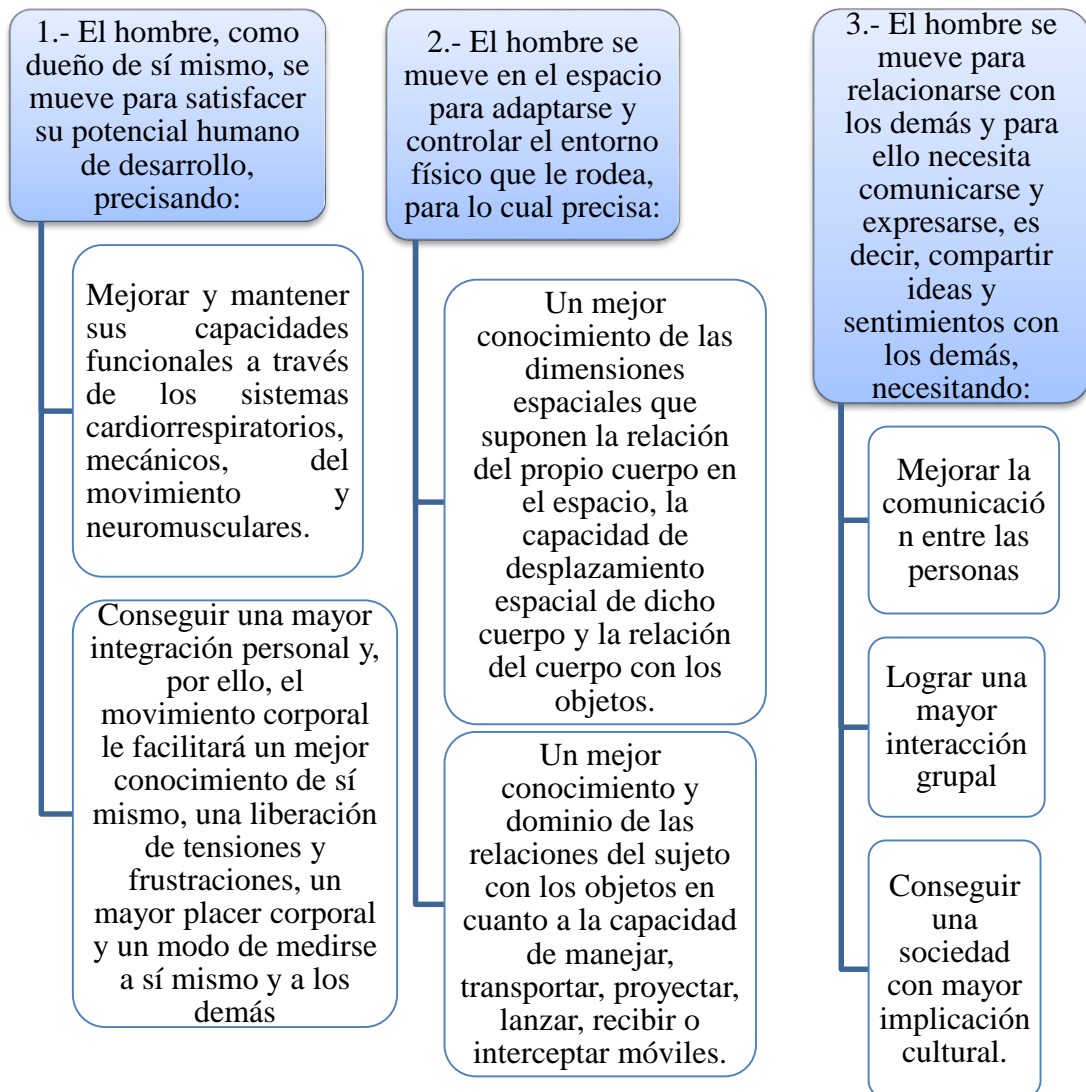 1.- El hombre, como
dueño de sí mismo, se
mueve para satisfacer
su potencial humano
de desarrollo,
precisando:
Mejorar y mantener
sus capacidades
funcionales a través
de los sistemas
cardiorrespiratorios,
mecánicos, del
movimiento y
neuromusculares.
Conseguir una mayor
integración personal y,
por ello, el
movimiento corporal
le facilitará un mejor
conocimiento de sí
mismo, una liberación
de tensiones y
frustraciones, un
mayor placer corporal
y un modo de medirse
a sí mismo y a los
demás
2.- El hombre se
mueve en el espacio
para adaptarse y
controlar el entorno
físico que le rodea,
para lo cual precisa:
Un mejor
conocimiento de las
dimensiones
espaciales que
suponen la relación
del propio cuerpo en
el espacio, la
capacidad de
desplazamiento
espacial de dicho
cuerpo y la relación
del cuerpo con los
objetos.
Un mejor
conocimiento y
dominio de las
relaciones del sujeto
con los objetos en
cuanto a la capacidad
de manejar,
transportar, proyectar,
lanzar, recibir o
interceptar móviles.
3.- El hombre se
mueve para
relacionarse con
los demás y para
ello necesita
comunicarse y
expresarse, es
decir, compartir
ideas y
sentimientos con
los demás,
necesitando:
Mejorar la
comunicació
n entre las
personas
Lograr una
mayor
interacción
grupal
Conseguir
una
sociedad
con mayor
implicación
cultural.